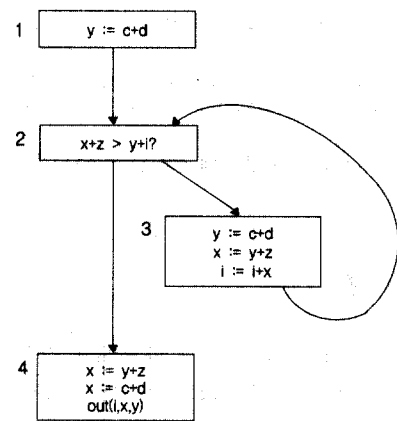 1
y := c+d
2
x+z > y+i?
3
y := c+d
x := y+z
i := i+x
4
x := y+z
x := c+d
out(i,x,y)